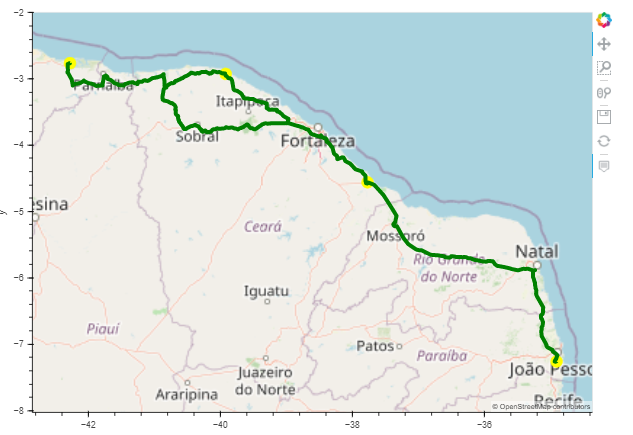 −2
−3
−4
−5
−6
−7
−8
y
−42
−40
−38
−36
Parnaíba
Itapipoca
Sobral
Fortaleza
esina
Ceará
Mossoró
Natal
Rio Grande
do Norte
Iguatu
Piauí
Patos
Paraíba
Juazeiro
do Norte
João Pesso
Araripina
Recife
© OpenStreetMap contributors